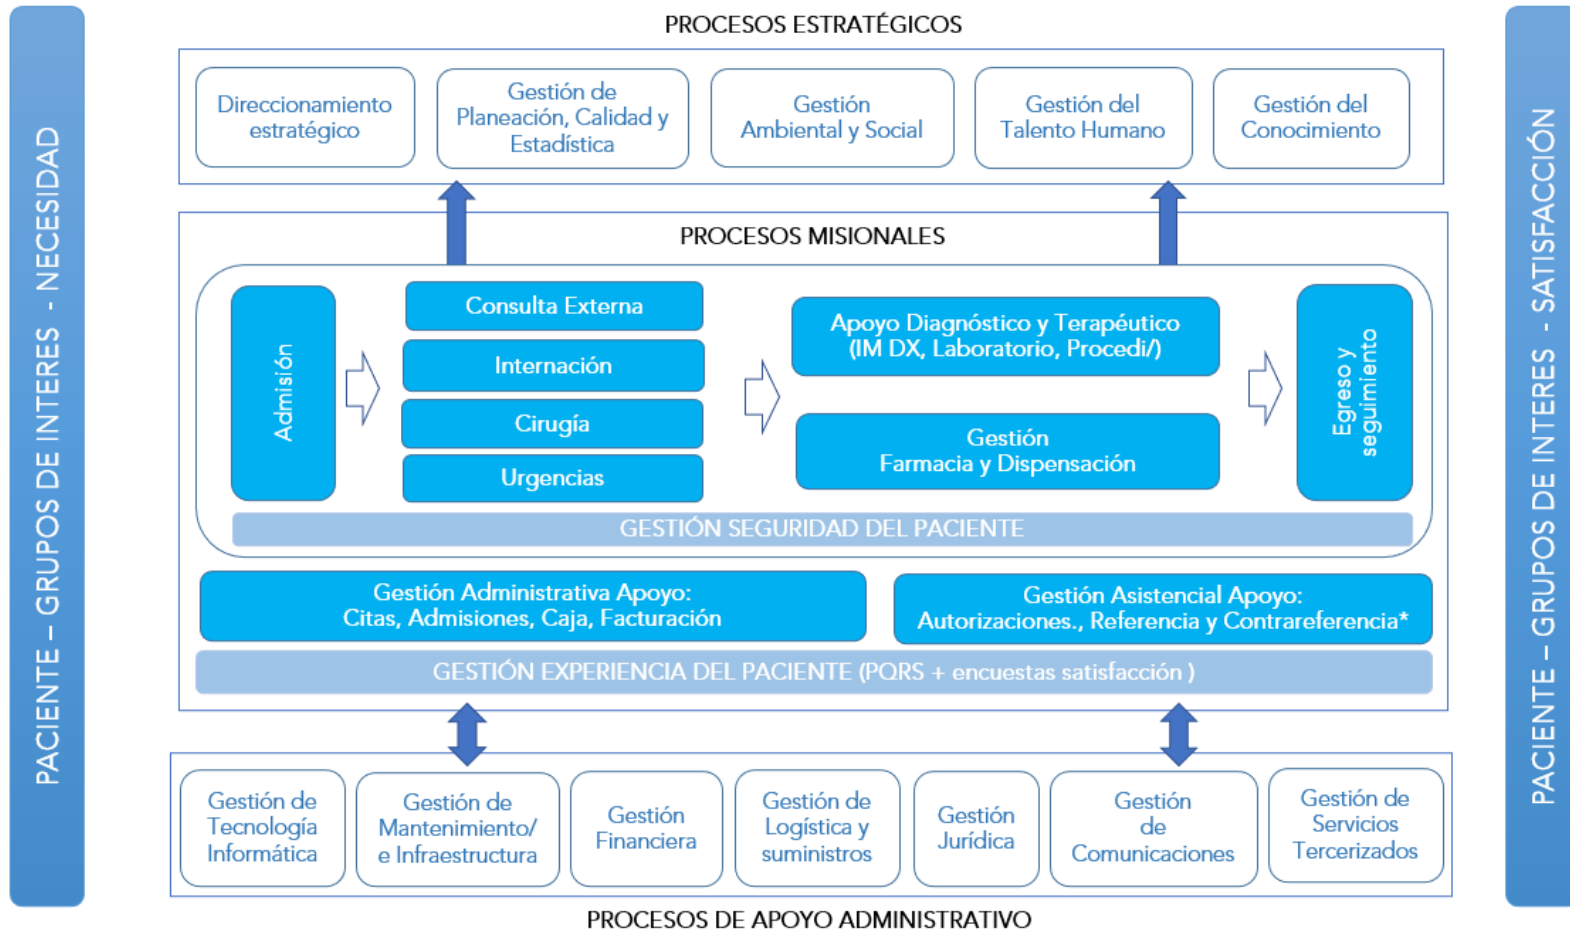 PACIENTE – GRUPOS DE INTERES - NECESIDAD
PROCESOS ESTRATÉGICOS
Direccionamiento
estratégico
Gestión de
Planeación, Calidad y
Estadística
Gestión
Ambiental y Social
Gestión del
Talento Humano
Gestión del
Conocimiento
PROCESOS MISIONALES
Admisión
Consulta Externa
Internación
Cirugía
Urgencias
Apoyo Diagnóstico y Terapéutico
(IM DX, Laboratorio, Procedi/)
Gestión
Farmacia y Dispensación
Egreso y
seguimiento
GESTIÓN SEGURIDAD DEL PACIENTE
Gestión Administrativa Apoyo:
Citas, Admisiones, Caja, Facturación
Gestión Asistencial Apoyo:
Autorizaciones., Referencia y Contrareferencia*
GESTIÓN EXPERIENCIA DEL PACIENTE (PQRS + encuestas satisfacción )
Gestión de
Tecnología
Informática
Gestión de
Mantenimiento/
e Infraestructura
Gestión
Financiera
Gestión de
Logística y
suministros
Gestión
Jurídica
Gestión
de
Comunicaciones
Gestión de
Servicios
Tercerizados
PROCESOS DE APOYO ADMINISTRATIVO
PACIENTE – GRUPOS DE INTERES - SATISFACCIÓN